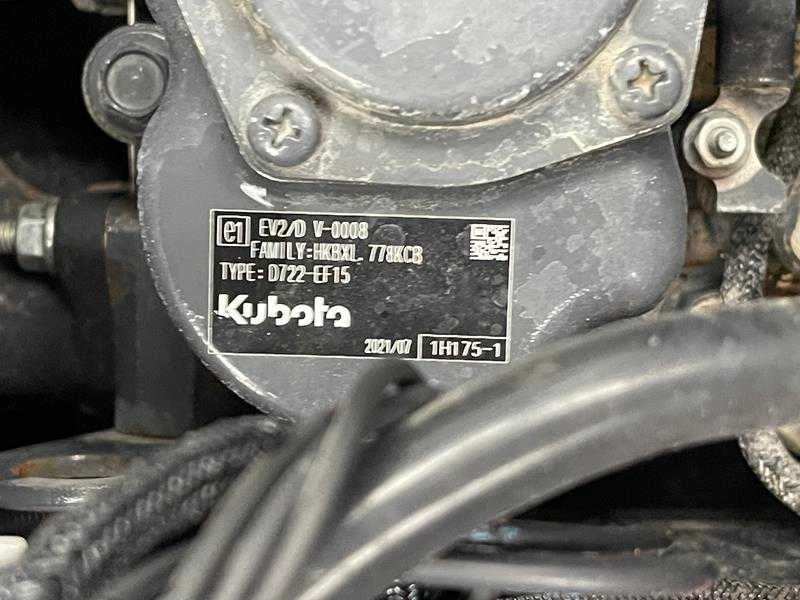 e1 EV2/D V-0008
FAMILY:HKBXL.778KCB
TYPE: D722-EF15
Kubota
2021/07 1H175-1